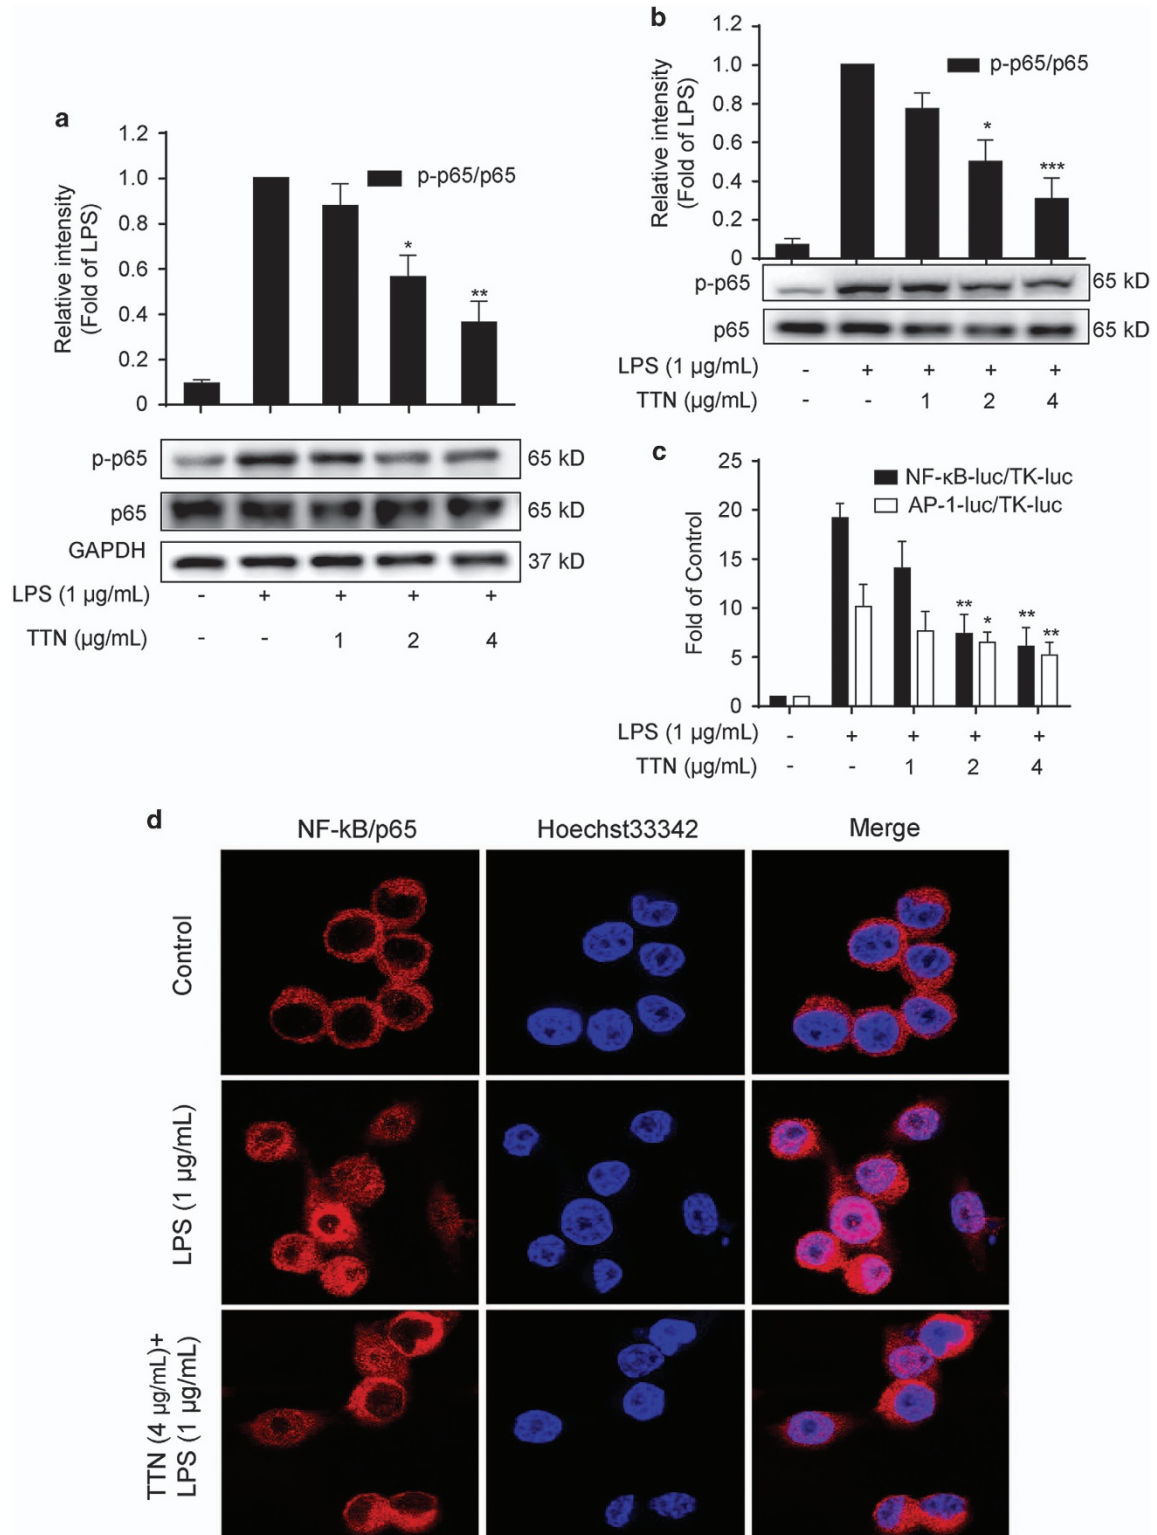 a
1.2
1.0
0.8
0.6
0.4
0.2
0
Relative intensity
(Fold of LPS)
p-p65/p65
*
**
p-p65 65 kD
p65 65 kD
GAPDH 37 kD
LPS (1 µg/mL) - + + + +
TTN (µg/mL) - - 1 2 4
b
1.2
1.0
0.8
0.6
0.4
0.2
0
Relative intensity
(Fold of LPS)
p-p65/p65
*
***
p-p65 65 kD
p65 65 kD
LPS (1 µg/mL) - + + + +
TTN (µg/mL) - - 1 2 4
c
25
20
15
10
5
0
Fold of Control
NF-κB-luc/TK-luc
AP-1-luc/TK-luc
** * ** **
LPS (1 µg/mL) - + + + +
TTN (µg/mL) - - 1 2 4
d
NF-kB/p65 Hoechst33342 Merge
Control
LPS (1 µg/mL)
TTN (4 µg/mL)+
LPS (1 µg/mL)